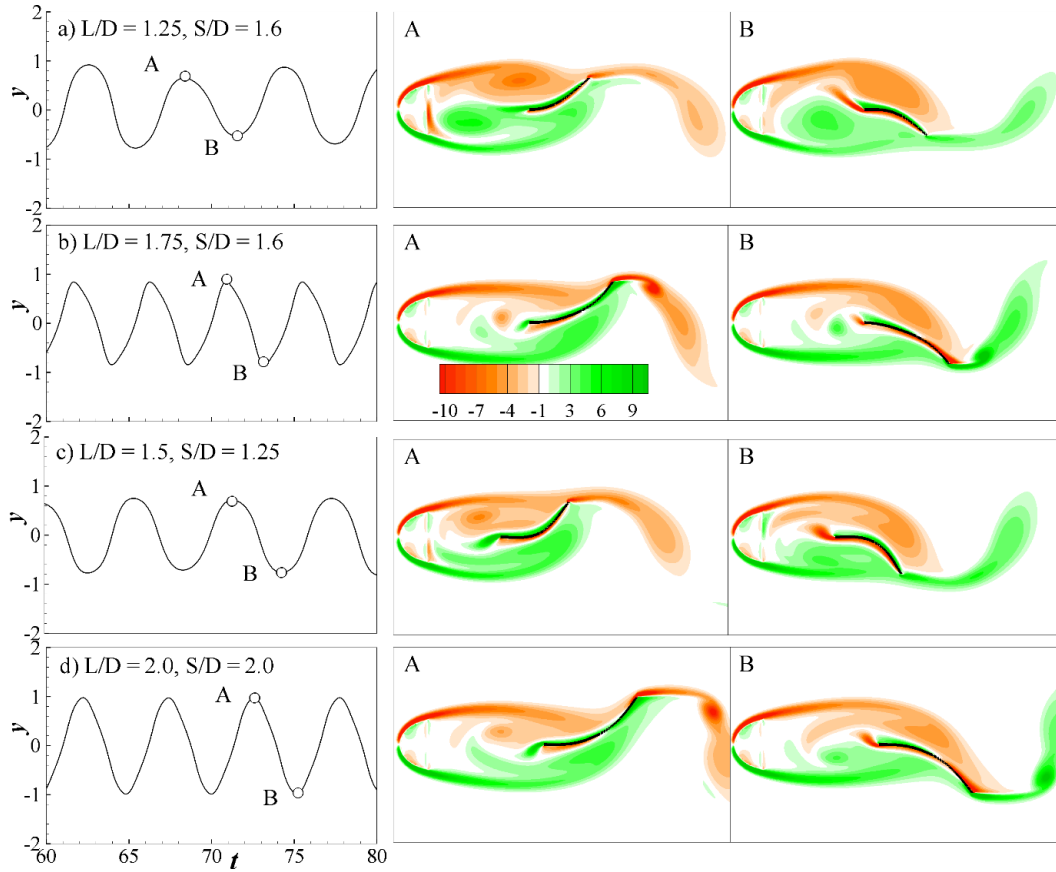 2
a) L/D = 1.25, S/D = 1.6
A
A
B
1
y
0
B
-1
-2
2
b) L/D = 1.75, S/D = 1.6
A
A
B
1
y
0
-1
B
-10 -7 -4 -1 3 6 9
-2
2
c) L/D = 1.5, S/D = 1.25
A
A
B
1
y
0
B
-1
-2
2
d) L/D = 2.0, S/D = 2.0
A
A
B
1
y
0
-1
B
-2
60 65 70 75 80
t